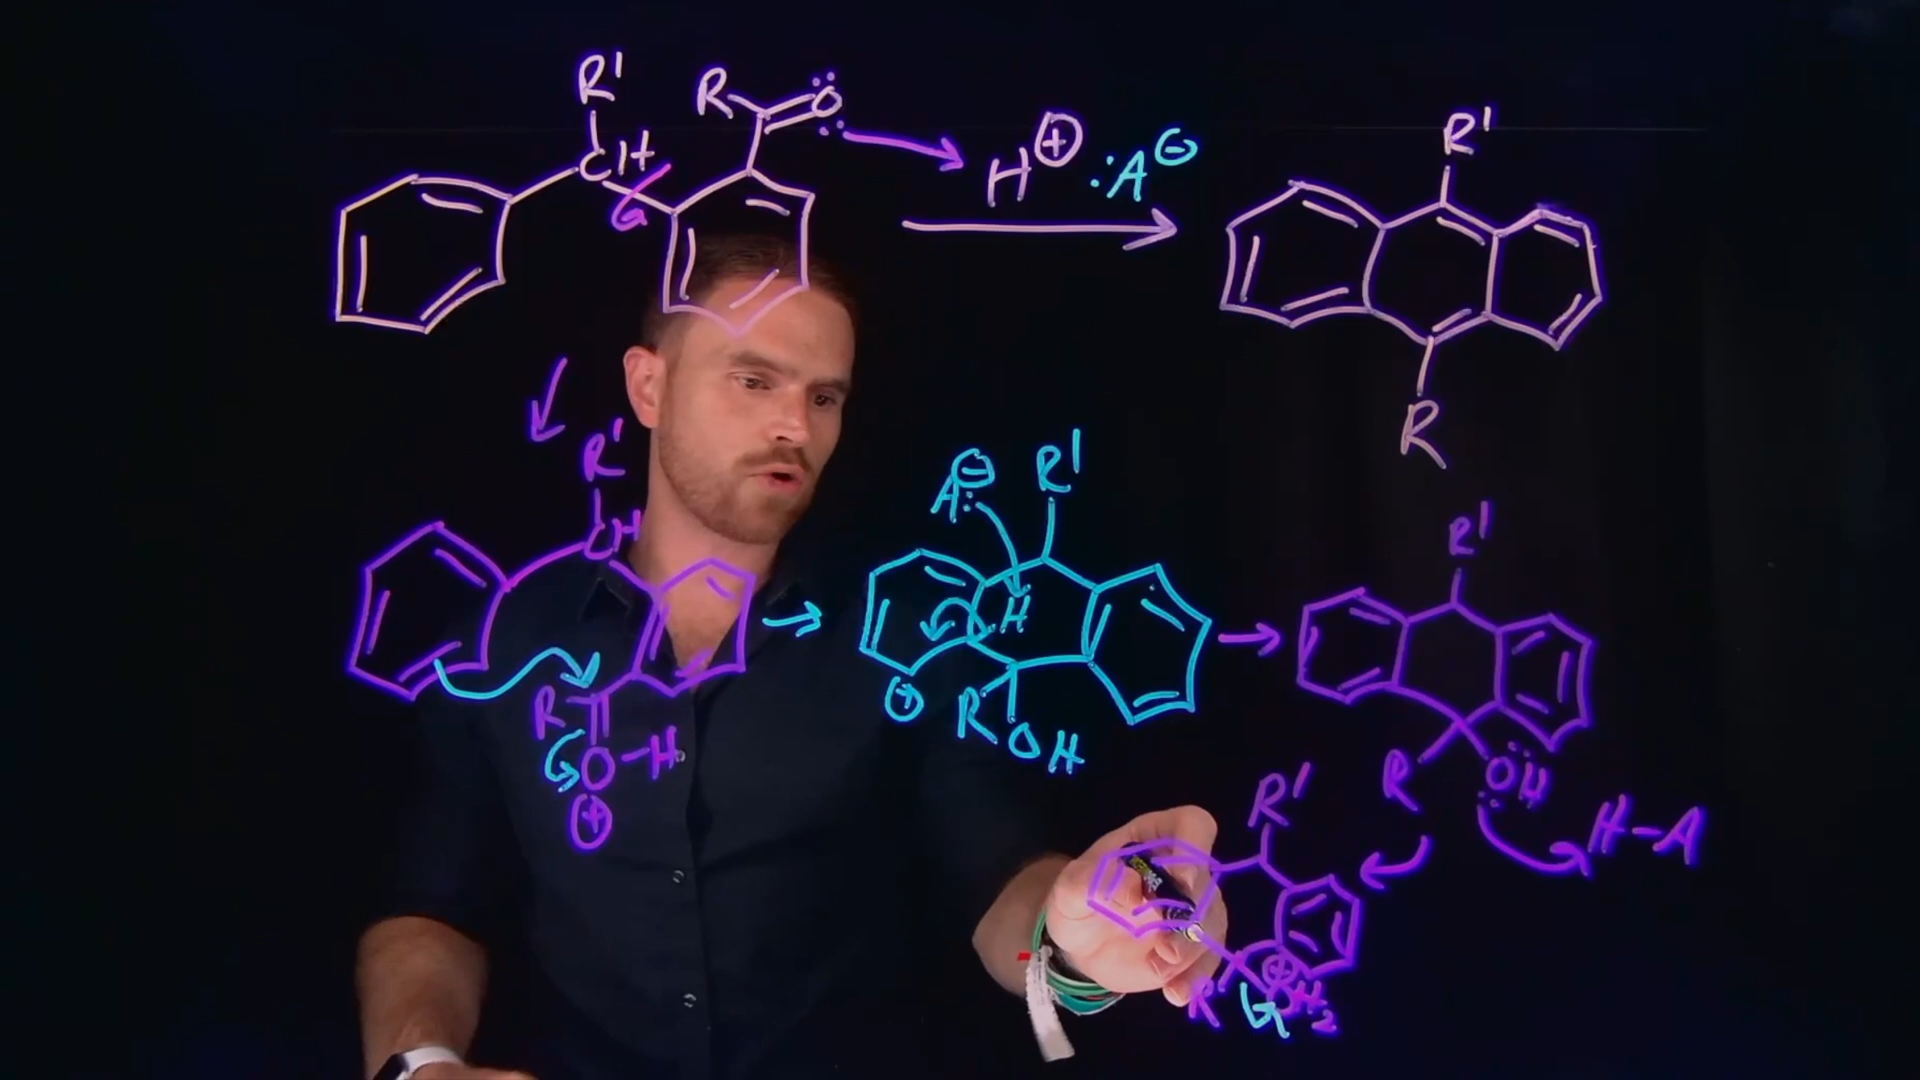 R'
R O
CH
H⊕ :A⊖
R'
R
R'
CH
R
O-H
⊕
A:⊖
R'
H
⊕
R
OH
R'
R
OH
H-A
R'
R
⊕
OH2